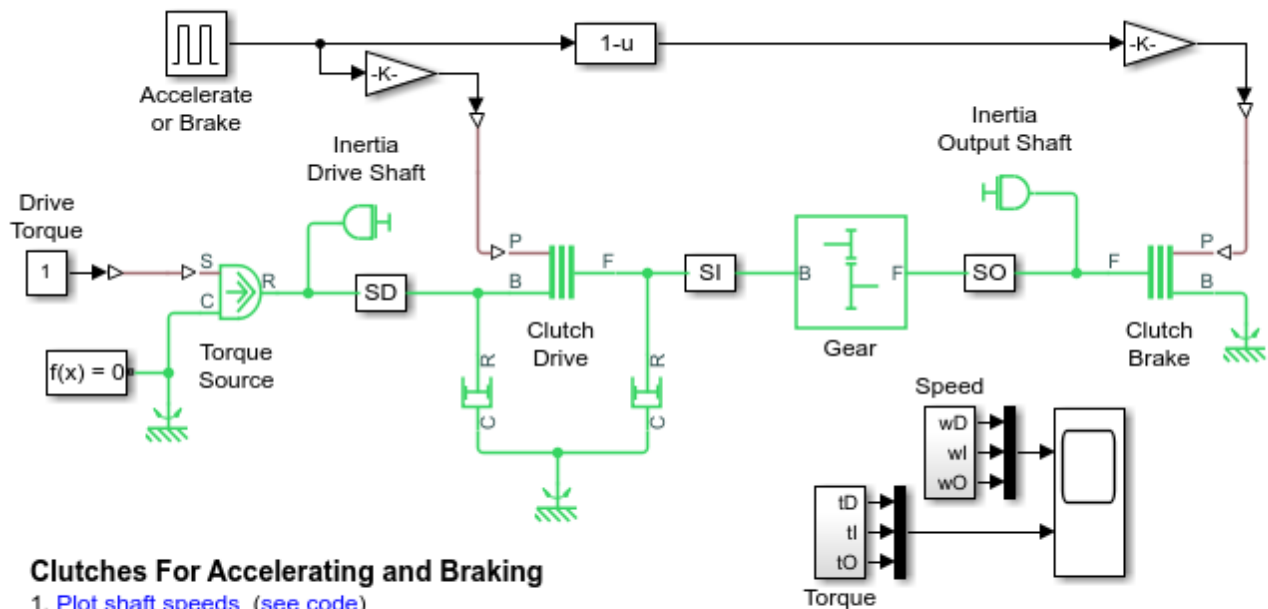 Accelerate
or Brake
-K-
1-u
-K-
Inertia
Drive Shaft
Inertia
Output Shaft
Drive
Torque
1
S
C
R
SD
P
B
F
SI
B
F
SO
F
P
B
Torque
Source
f(x) = 0
Clutch
Drive
Gear
Clutch
Brake
R
C
R
C
Speed
wD
wI
wO
tD
tI
tO
Torque
Clutches For Accelerating and Braking
1. Plot shaft speeds (see code)